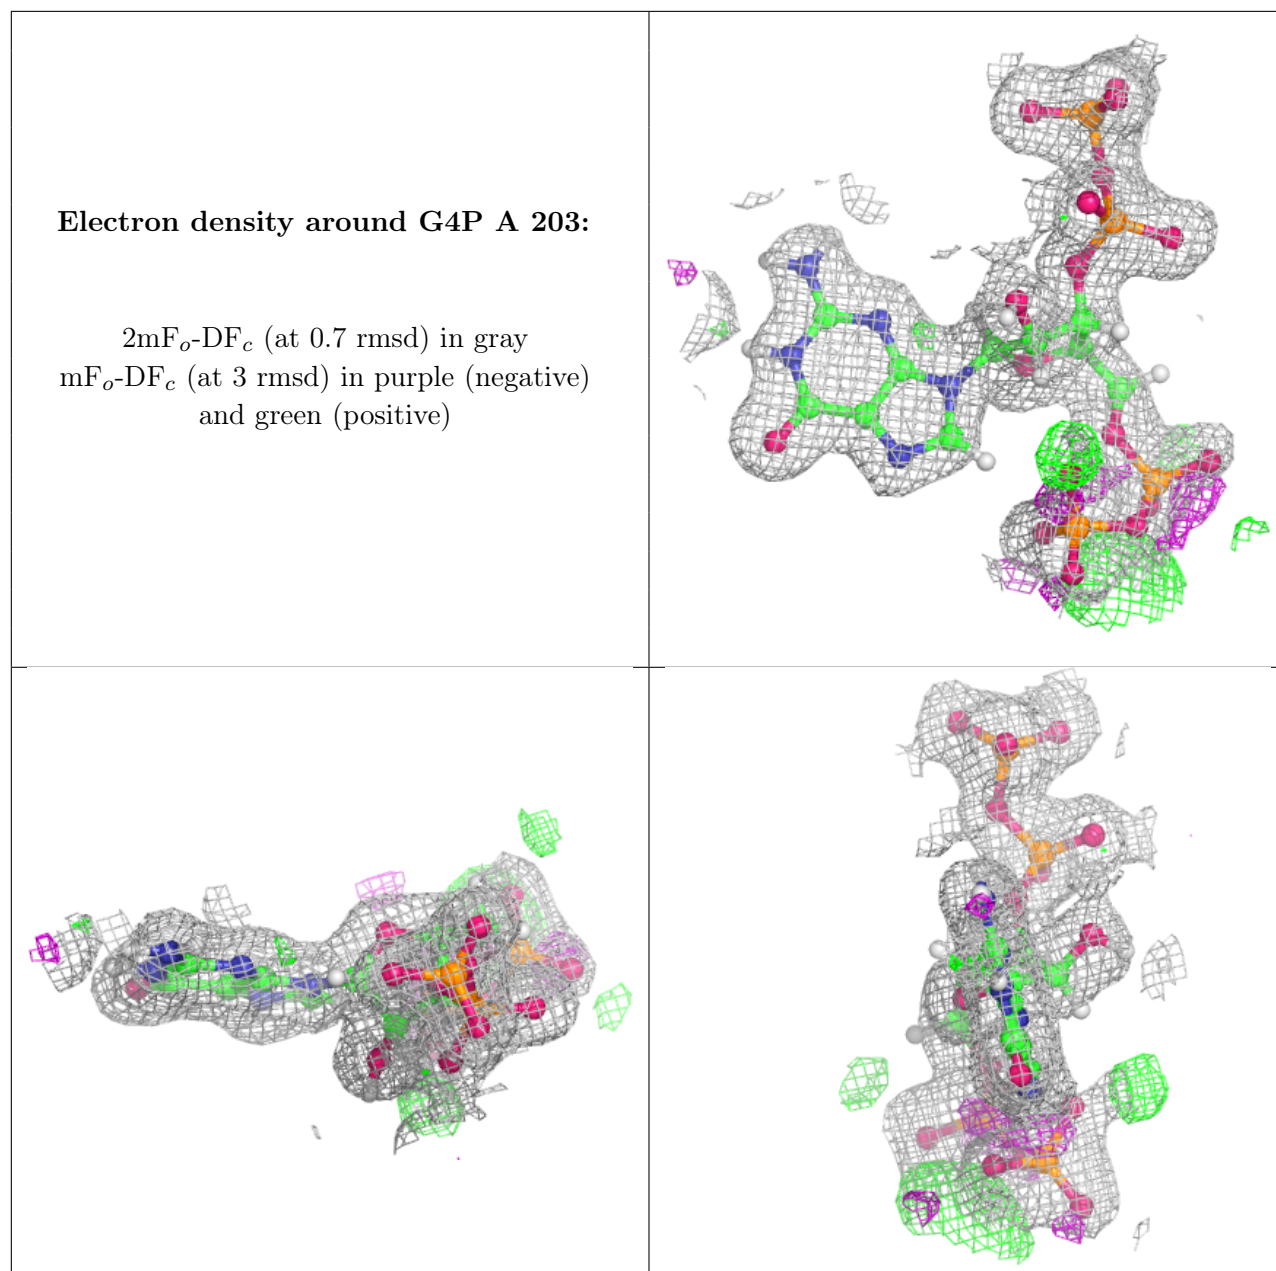 Electron density around G4P A 203:
2mFo-DFc (at 0.7 rmsd) in gray
mFo-DFc (at 3 rmsd) in purple (negative)
and green (positive)